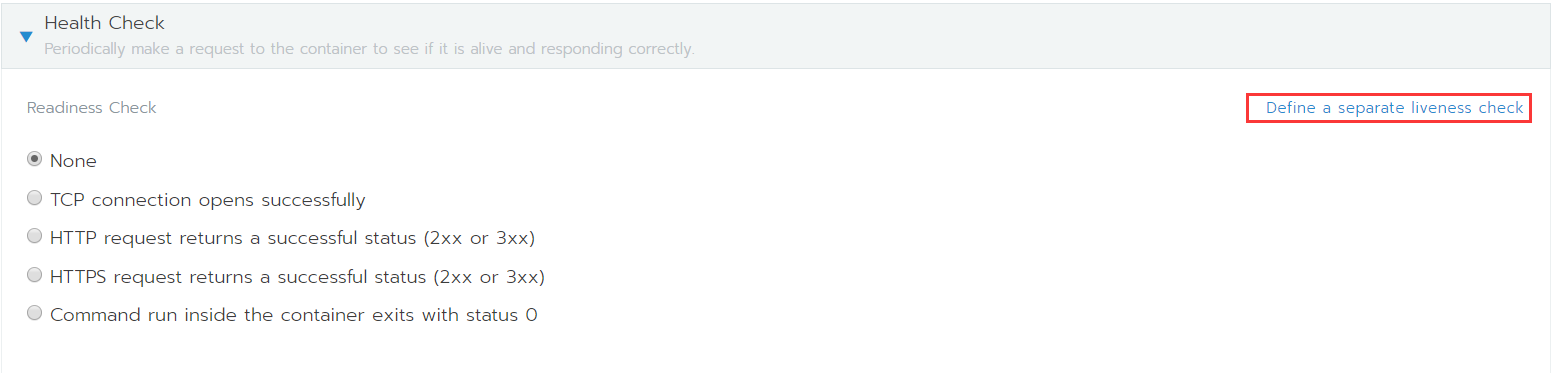 Health Check
Periodically make a request to the container to see if it is alive and responding correctly.
Readiness Check
Define a separate liveness check
None
TCP connection opens successfully
HTTP request returns a successful status (2xx or 3xx)
HTTPS request returns a successful status (2xx or 3xx)
Command run inside the container exits with status 0